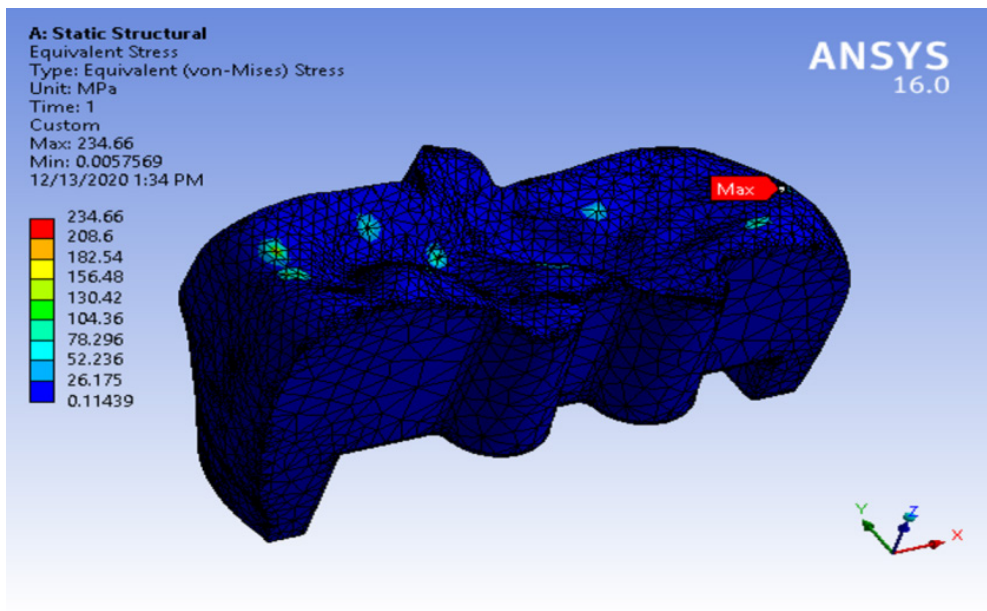 A: Static Structural
Equivalent Stress
Type: Equivalent (von-Mises) Stress
Unit: MPa
Time: 1
Custom
Max: 234.66
Min: 0.0057569
12/13/2020 1:34 PM
ANSYS
16.0
234.66
208.6
182.54
156.48
130.42
104.36
78.296
52.236
26.175
0.11439
Max
Y
Z
X